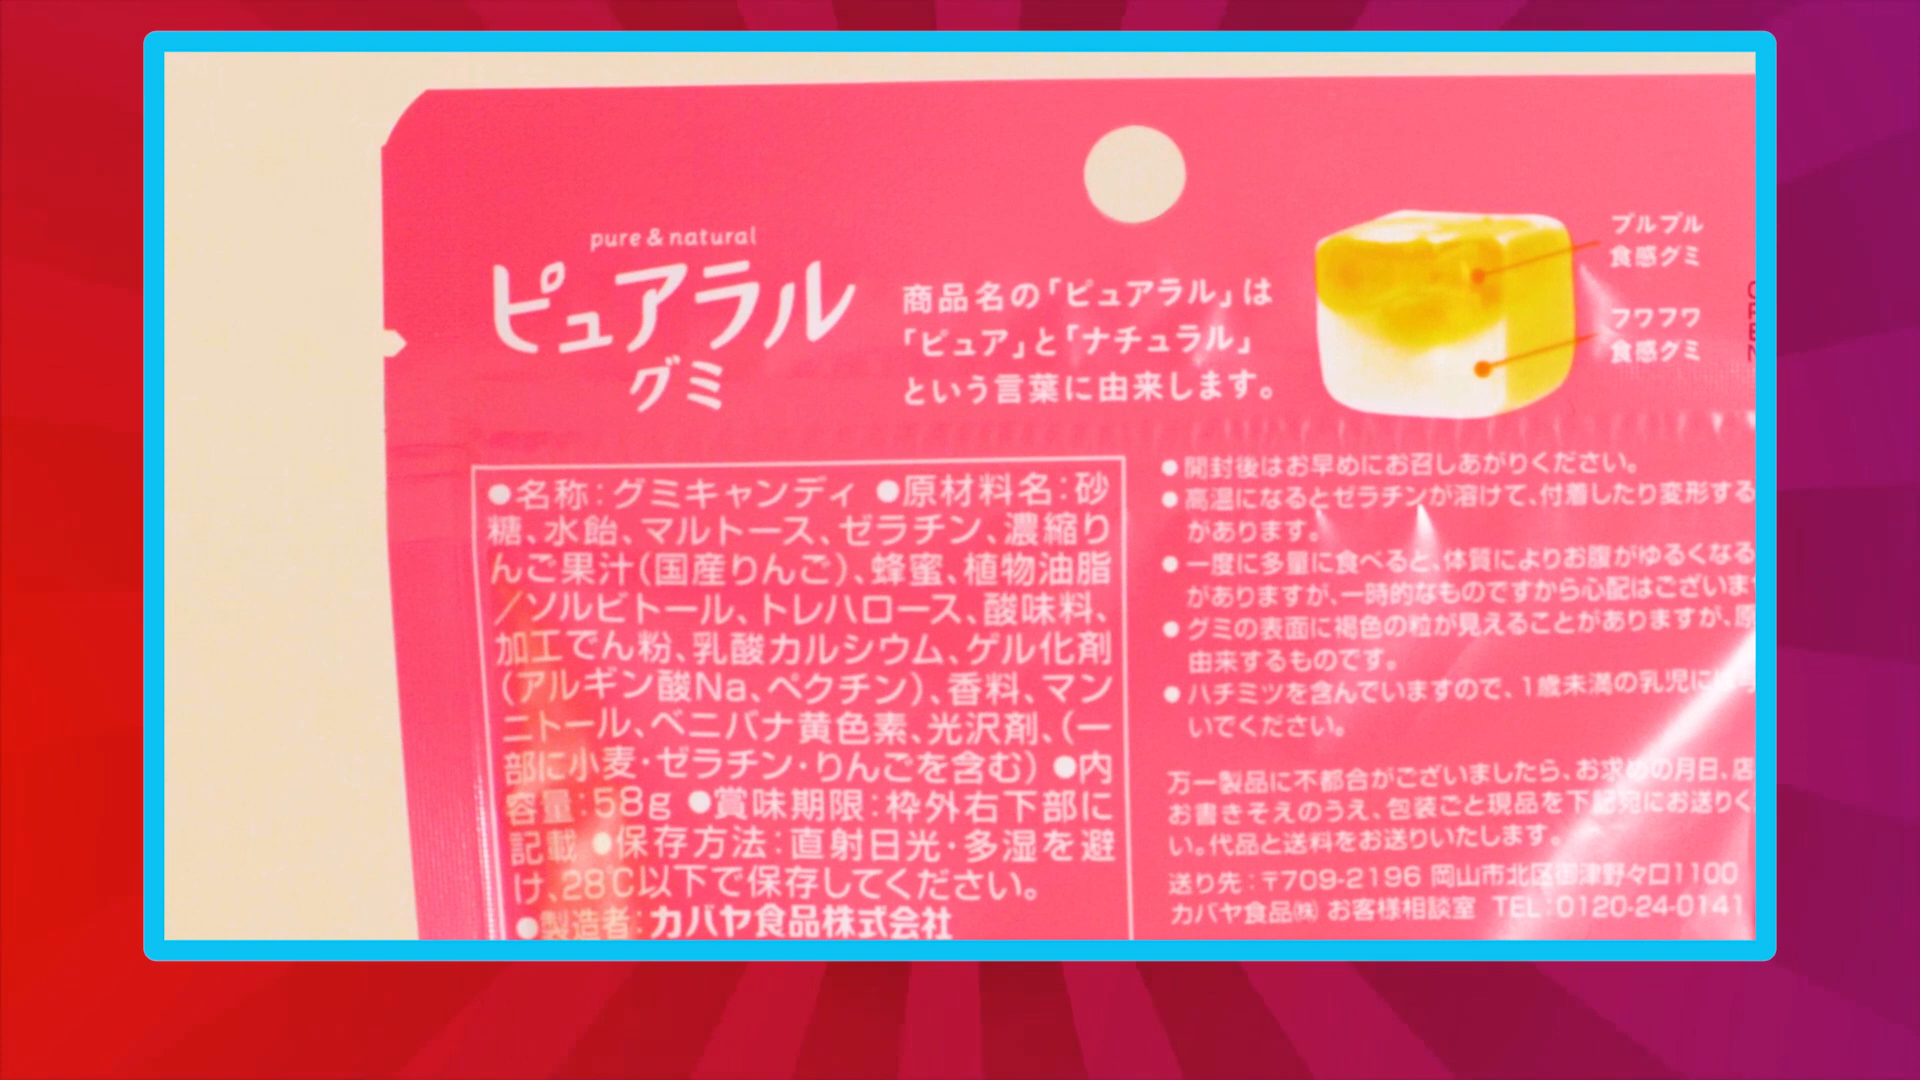 pure & natural
ピュアラル
グミ
商品名の「ピュアラル」は
「ピュア」と「ナチュラル」
という言葉に由来します。
プルプル
食感グミ
フワフワ
食感グミ
●名称:グミキャンディ ●原材料名:砂
糖、水飴、マルトース、ゼラチン、濃縮り
んご果汁(国産りんご)、蜂蜜、植物油脂
/ソルビトール、トレハロース、酸味料、
加工でん粉、乳酸カルシウム、ゲル化剤
(アルギン酸Na、ペクチン)、香料、マン
ニトール、ベニバナ黄色素、光沢剤、(一
部に小麦・ゼラチン・りんごを含む) ●内
容量:58g ●賞味期限:枠外右下部に
記載 ●保存方法:直射日光・多湿を避
け、28℃以下で保存してください。
●製造者:カバヤ食品株式会社
●開封後はお早めにお召しあがりください。
●高温になるとゼラチンが溶けて、付着したり変形する
があります。
●一度に多量に食べると、体質によりお腹がゆるくなる
がありますが、一時的なものですから心配はございま
●グミの表面に褐色の粒が見えることがありますが、原
由来するものです。
●ハチミツを含んでいますので、1歳未満の乳児に
いてください。
万一製品に不都合がございましたら、お求めの月日、店
お書きそえのうえ、包装ごと現品を下記宛にお送りく
い。代品と送料をお送りいたします。
送り先:〒709-2196 岡山市北区御津野々口1100
カバヤ食品㈱ お客様相談室 TEL:0120-24-0141